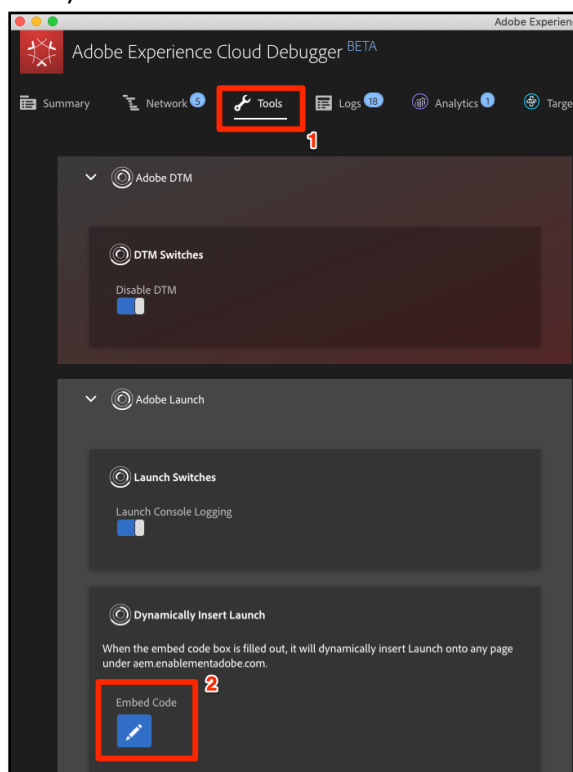 Adobe Experienc
Adobe Experience Cloud Debugger BETA
Summary Network 5 Tools Logs 18 Analytics 1 Targe
1
Adobe DTM
DTM Switches
Disable DTM
Adobe Launch
Launch Switches
Launch Console Logging
Dynamically Insert Launch
When the embed code box is filled out, it will dynamically insert Launch onto any page
under aem.enablementadobe.com.
2
Embed Code